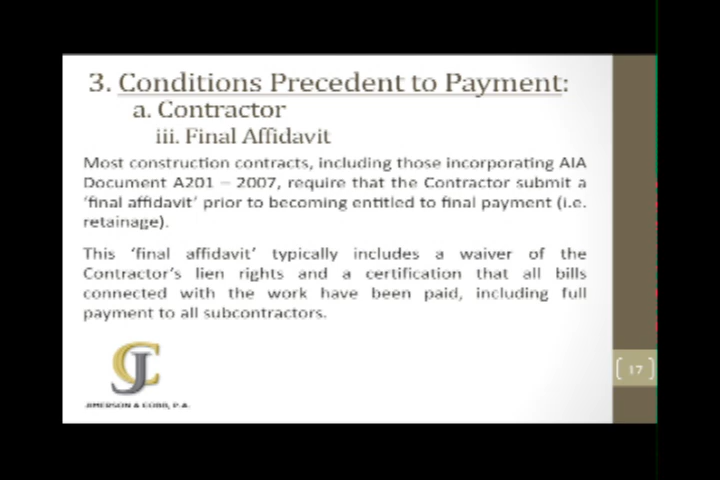 3. Conditions Precedent to Payment:
a. Contractor
iii. Final Affidavit
Most construction contracts, including those incorporating AIA
Document A201 – 2007, require that the Contractor submit a
‘final affidavit’ prior to becoming entitled to final payment (i.e.
retainage).
This ‘final affidavit’ typically includes a waiver of the
Contractor’s lien rights and a certification that all bills
connected with the work have been paid, including full
payment to all subcontractors.
[ 17 ]
JIMERSON & COBB, P.A.